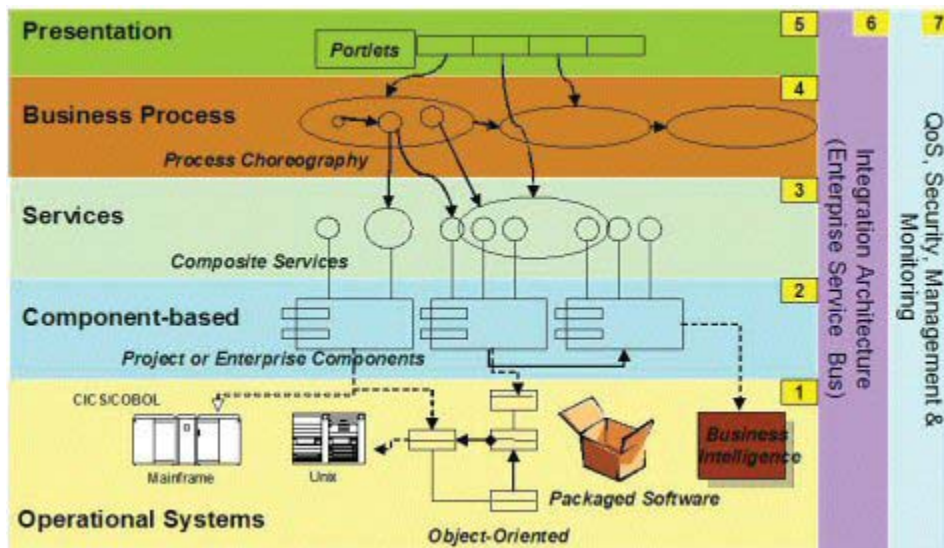 Presentation
Portlets
5
6
7
Business Process
4
Process Choreography
Services
3
Composite Services
Component-based
2
Project or Enterprise Components
1
CICS/COBOL
Mainframe
Unix
Packaged Software
Business
Intelligence
Operational Systems
Object-Oriented
Integration Architecture
(Enterprise Service Bus)
QoS, Security, Management &
Monitoring